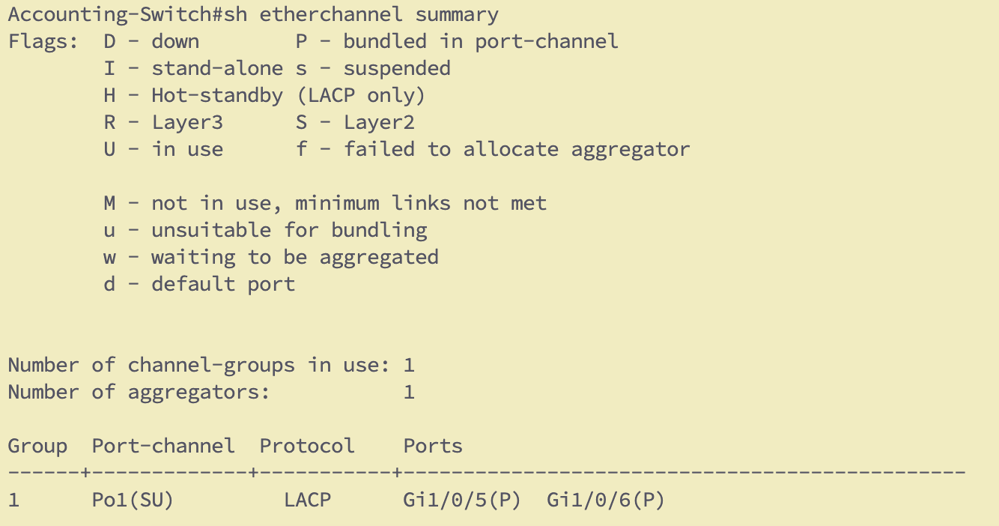 Accounting-Switch#sh etherchannel summary
Flags:  D - down        P - bundled in port-channel
        I - stand-alone s - suspended
        H - Hot-standby (LACP only)
        R - Layer3      S - Layer2
        U - in use      f - failed to allocate aggregator

        M - not in use, minimum links not met
        u - unsuitable for bundling
        w - waiting to be aggregated
        d - default port


Number of channel-groups in use: 1
Number of aggregators:           1

Group  Port-channel  Protocol    Ports
------+-------------+-----------+-----------------------------------------------
1      Po1(SU)         LACP      Gi1/0/5(P)  Gi1/0/6(P)